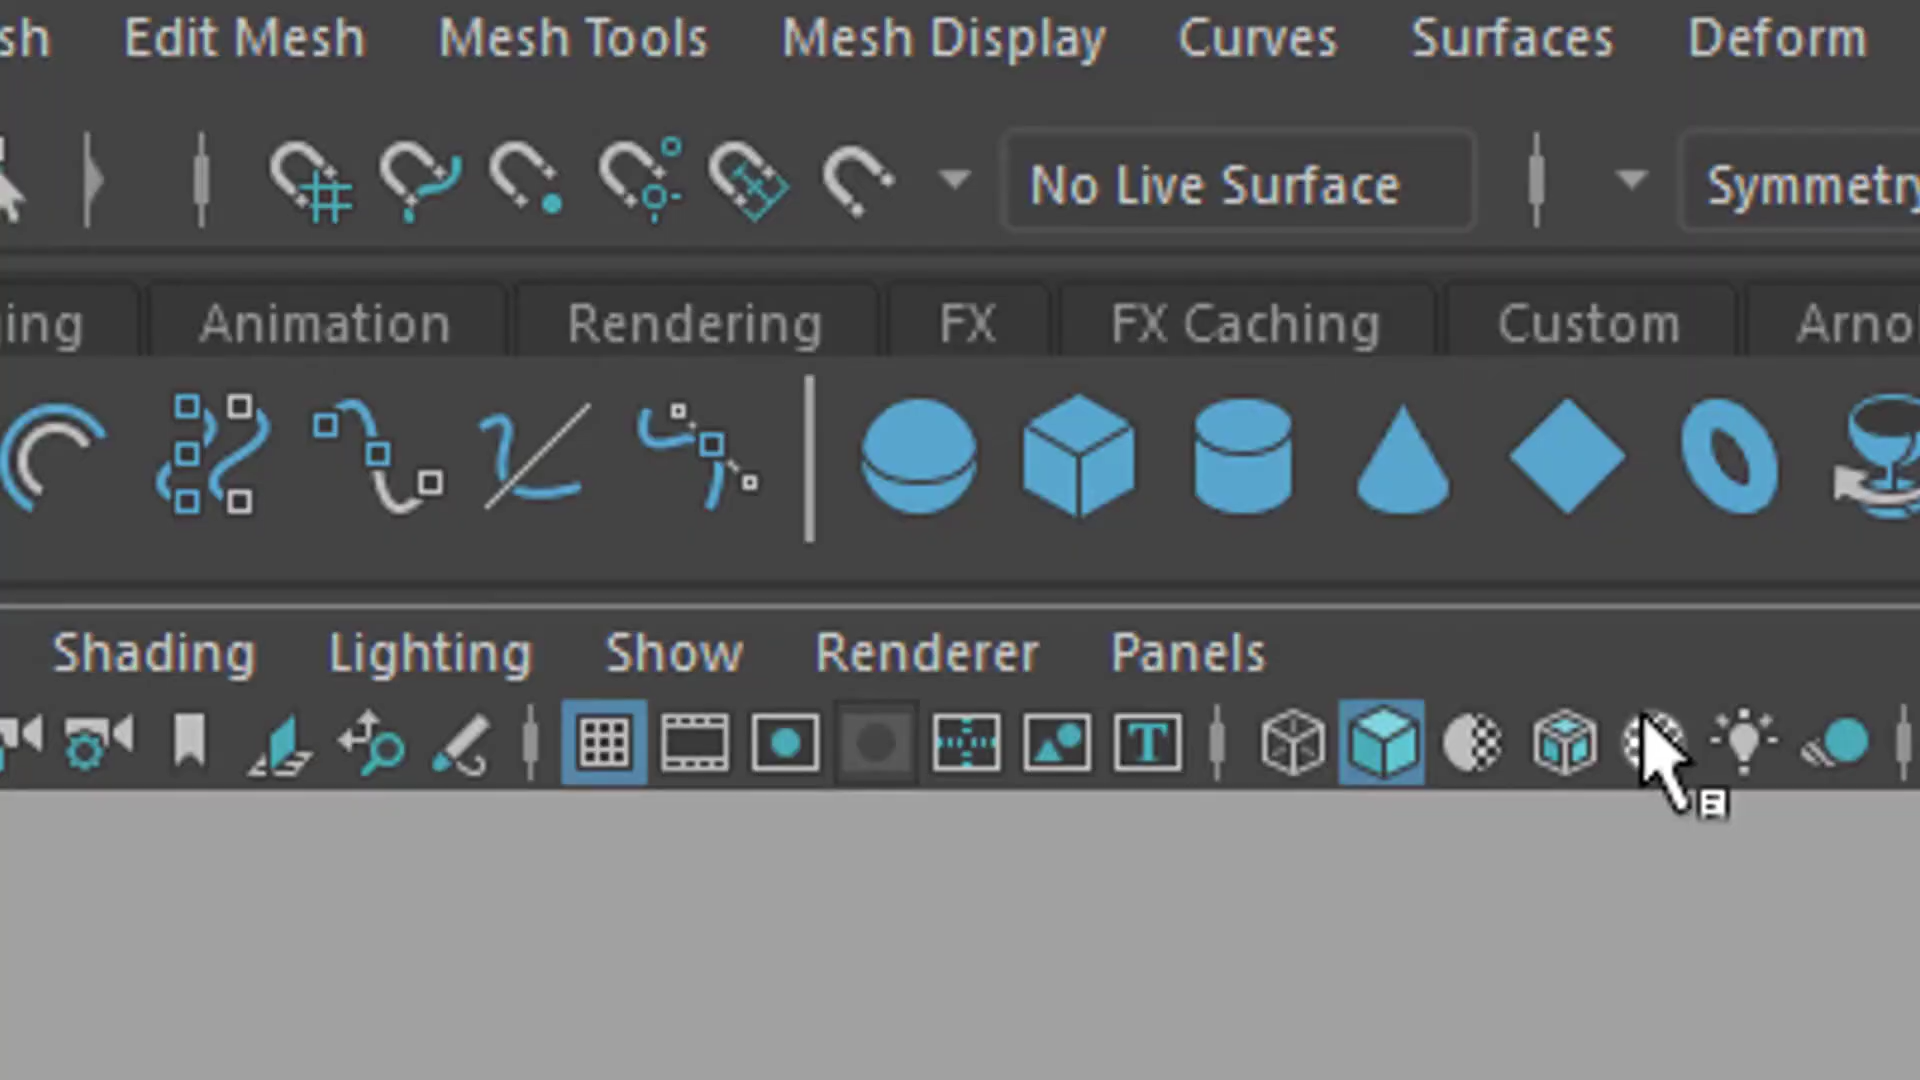 sh Edit Mesh Mesh Tools Mesh Display Curves Surfaces Deform
No Live Surface Symmetry
ing Animation Rendering FX FX Caching Custom Arno
Shading Lighting Show Renderer Panels
T